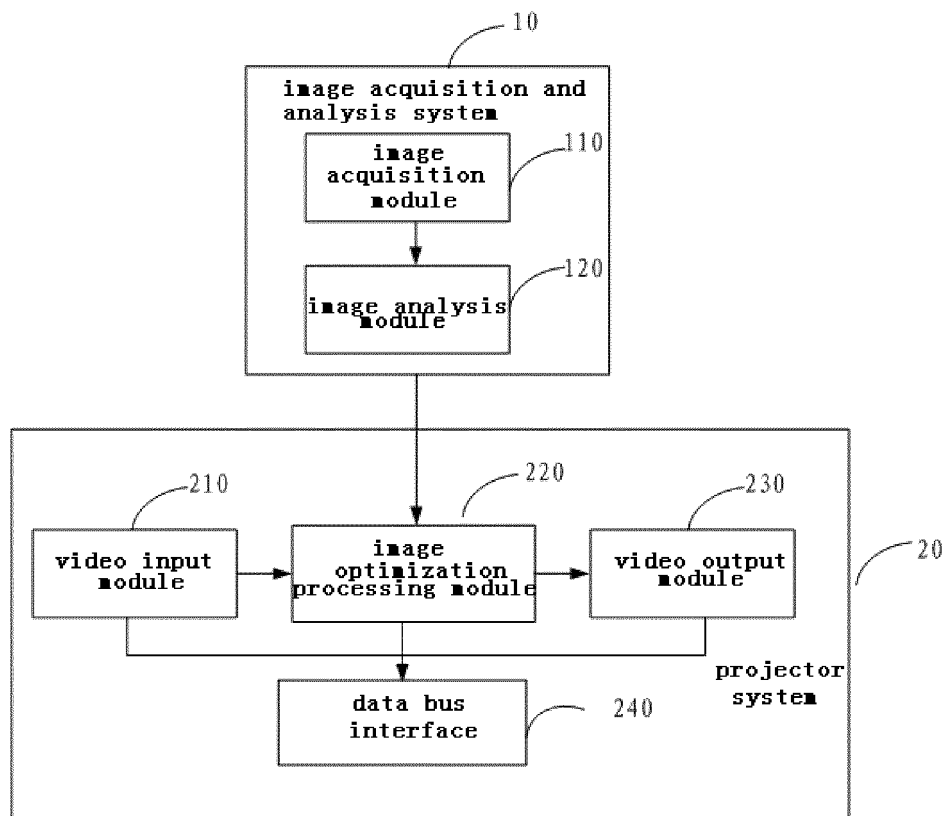 10
image acquisition and
analysis system
image
acquisition
module
110
120
image analysis
module
210
220
230
20
video input
module
image
optimization
processing module
video output
module
projector
system
data bus
interface
240